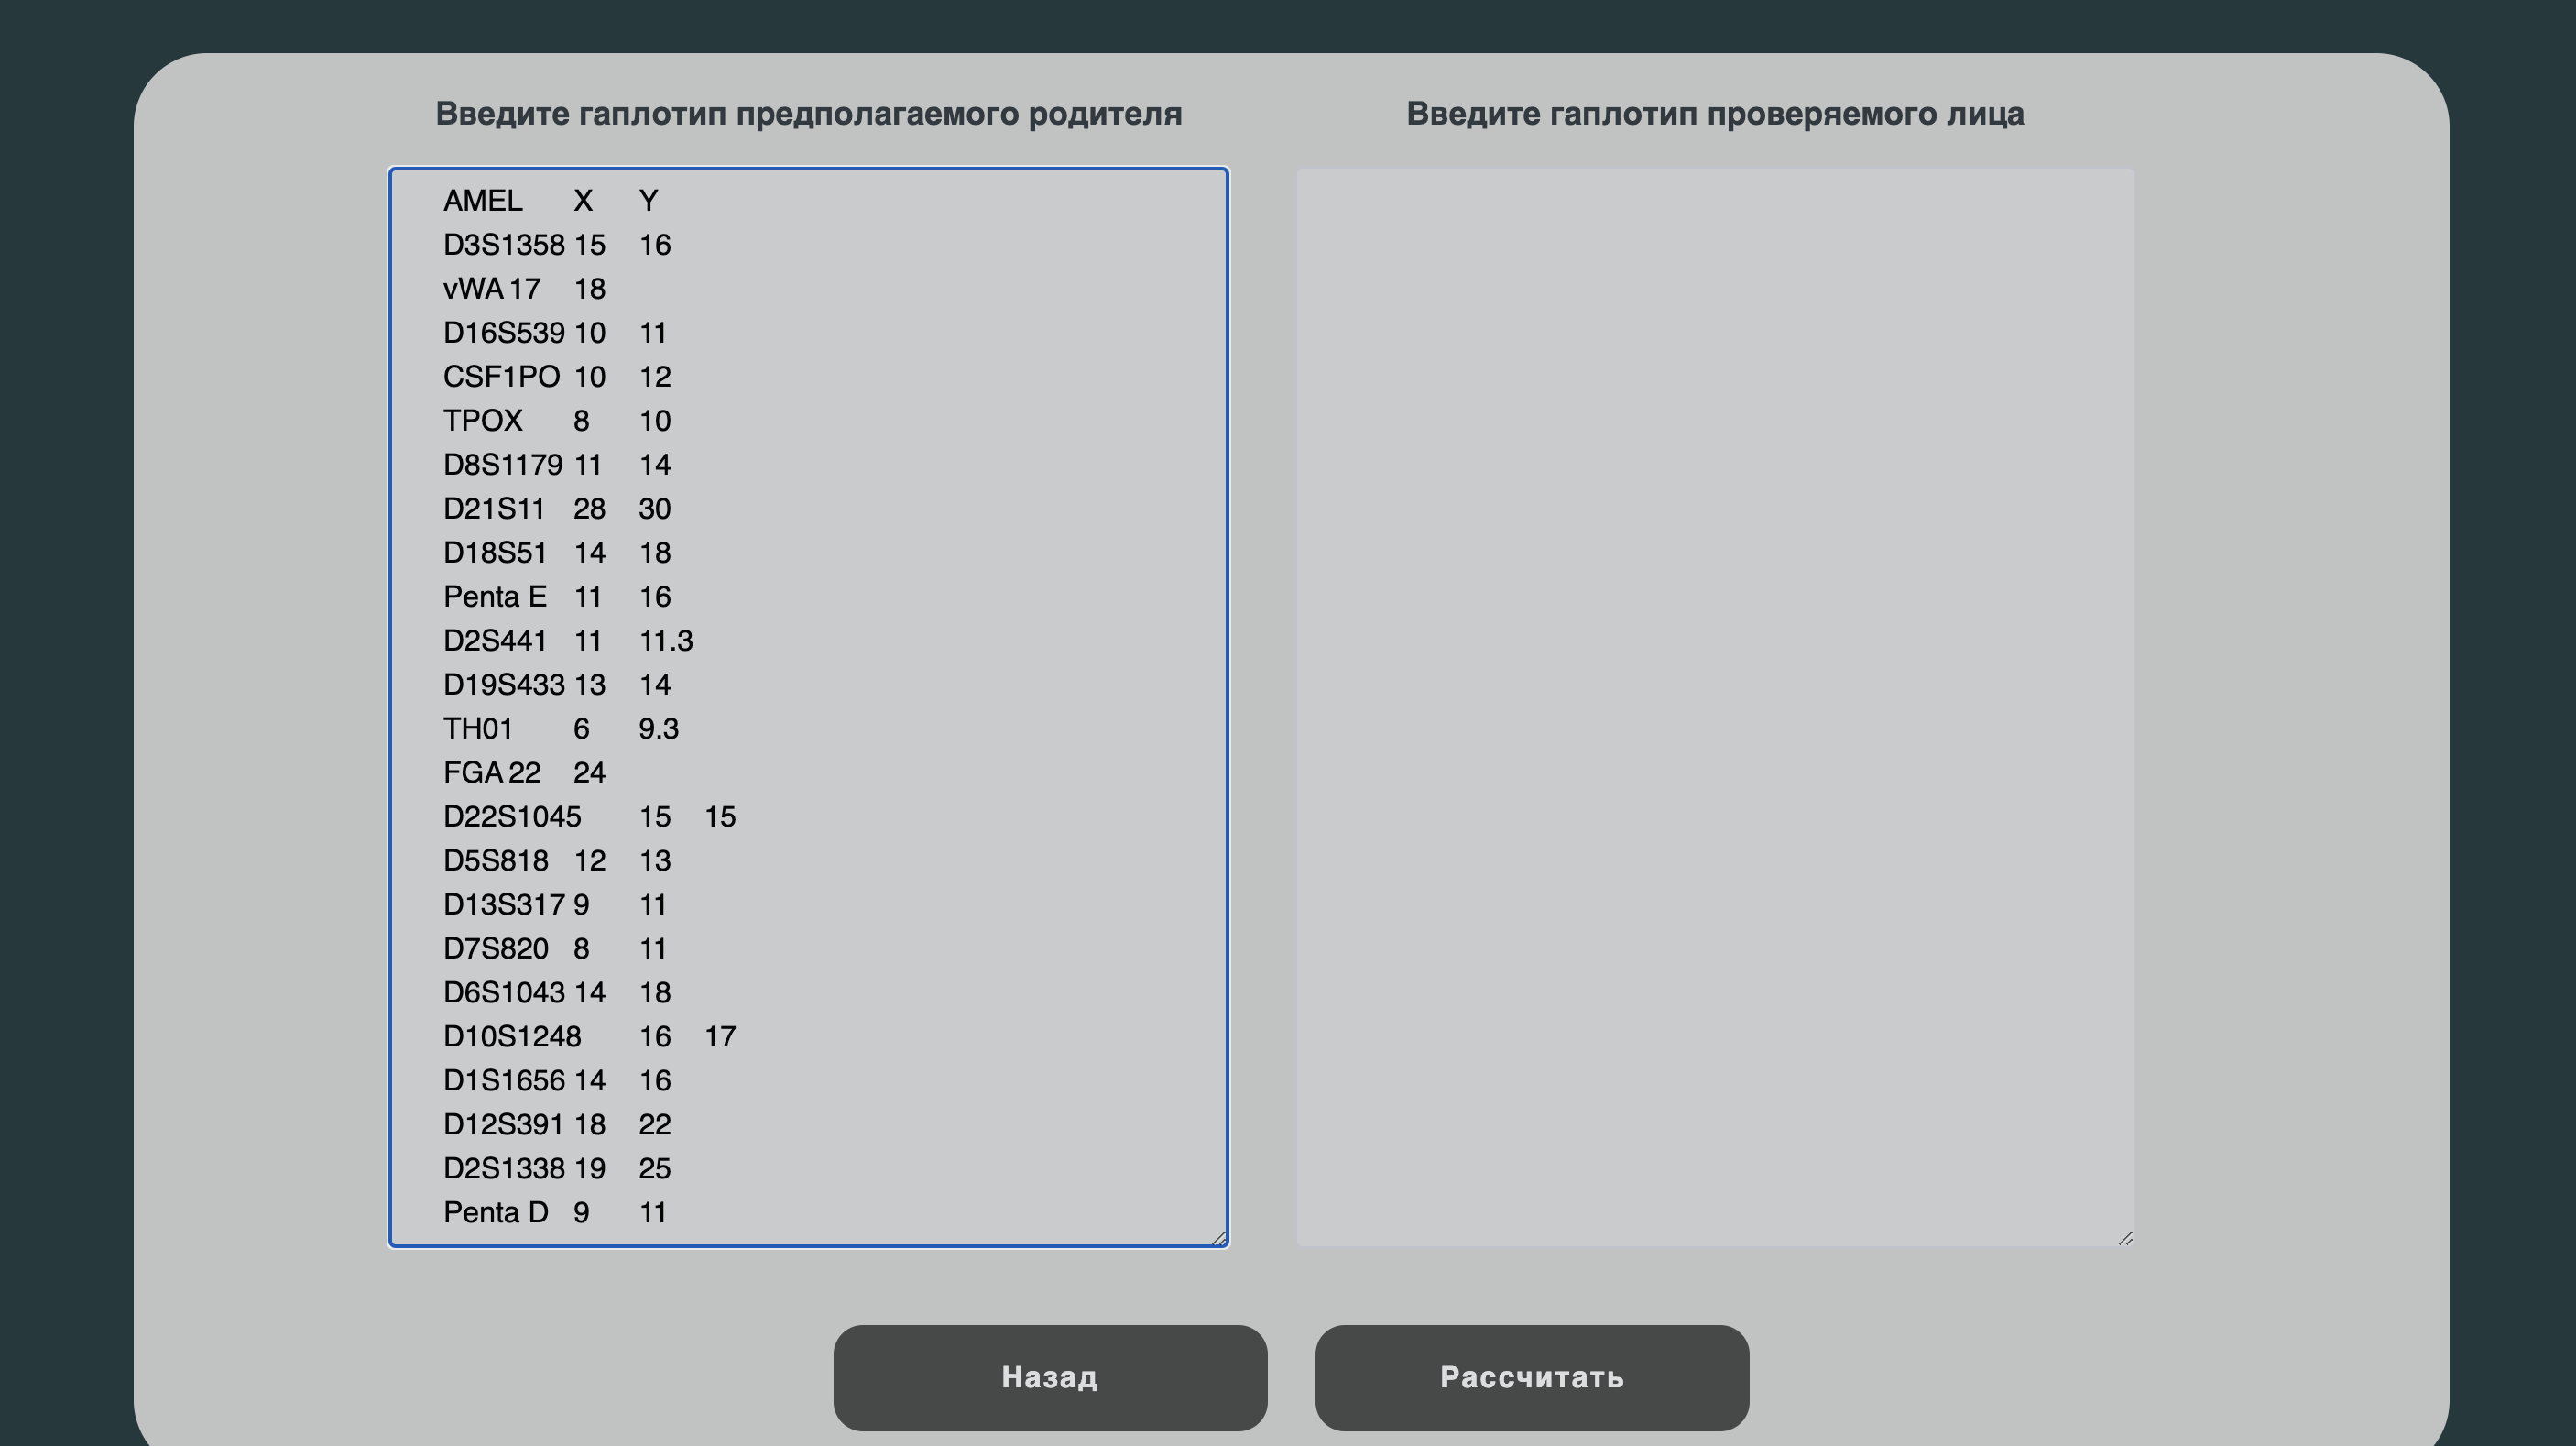 Введите гаплотип предполагаемого родителя
AMEL X Y
D3S1358 15 16
vWA 17 18
D16S539 10 11
CSF1PO 10 12
TPOX 8 10
D8S1179 11 14
D21S11 28 30
D18S51 14 18
Penta E 11 16
D2S441 11 11.3
D19S433 13 14
TH01 6 9.3
FGA 22 24
D22S1045 15 15
D5S818 12 13
D13S317 9 11
D7S820 8 11
D6S1043 14 18
D10S1248 16 17
D1S1656 14 16
D12S391 18 22
D2S1338 19 25
Penta D 9 11
Введите гаплотип проверяемого лица
Назад
Рассчитать